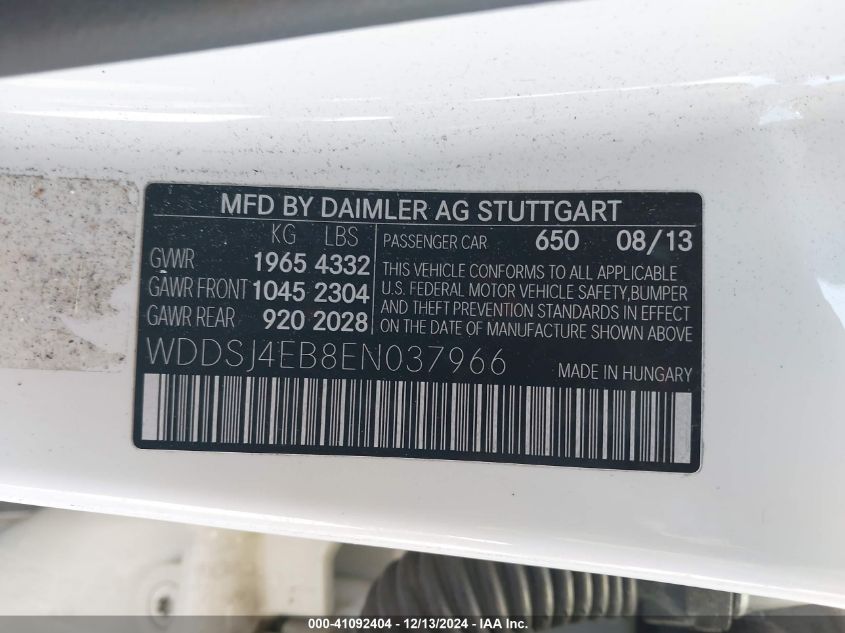 MFD BY DAIMLER AG STUTTGART
KG LBS
GVWR 1965 4332
GAWR FRONT 1045 2304
GAWR REAR 920 2028
PASSENGER CAR 650 08/13
THIS VEHICLE CONFORMS TO ALL APPLICABLE
U.S. FEDERAL MOTOR VEHICLE SAFETY,BUMPER
AND THEFT PREVENTION STANDARDS IN EFFECT
ON THE DATE OF MANUFACTURE SHOWN ABOVE
WDDSJ4EB8EN037966
MADE IN HUNGARY
000-41092404 - 12/13/2024 - IAA Inc.